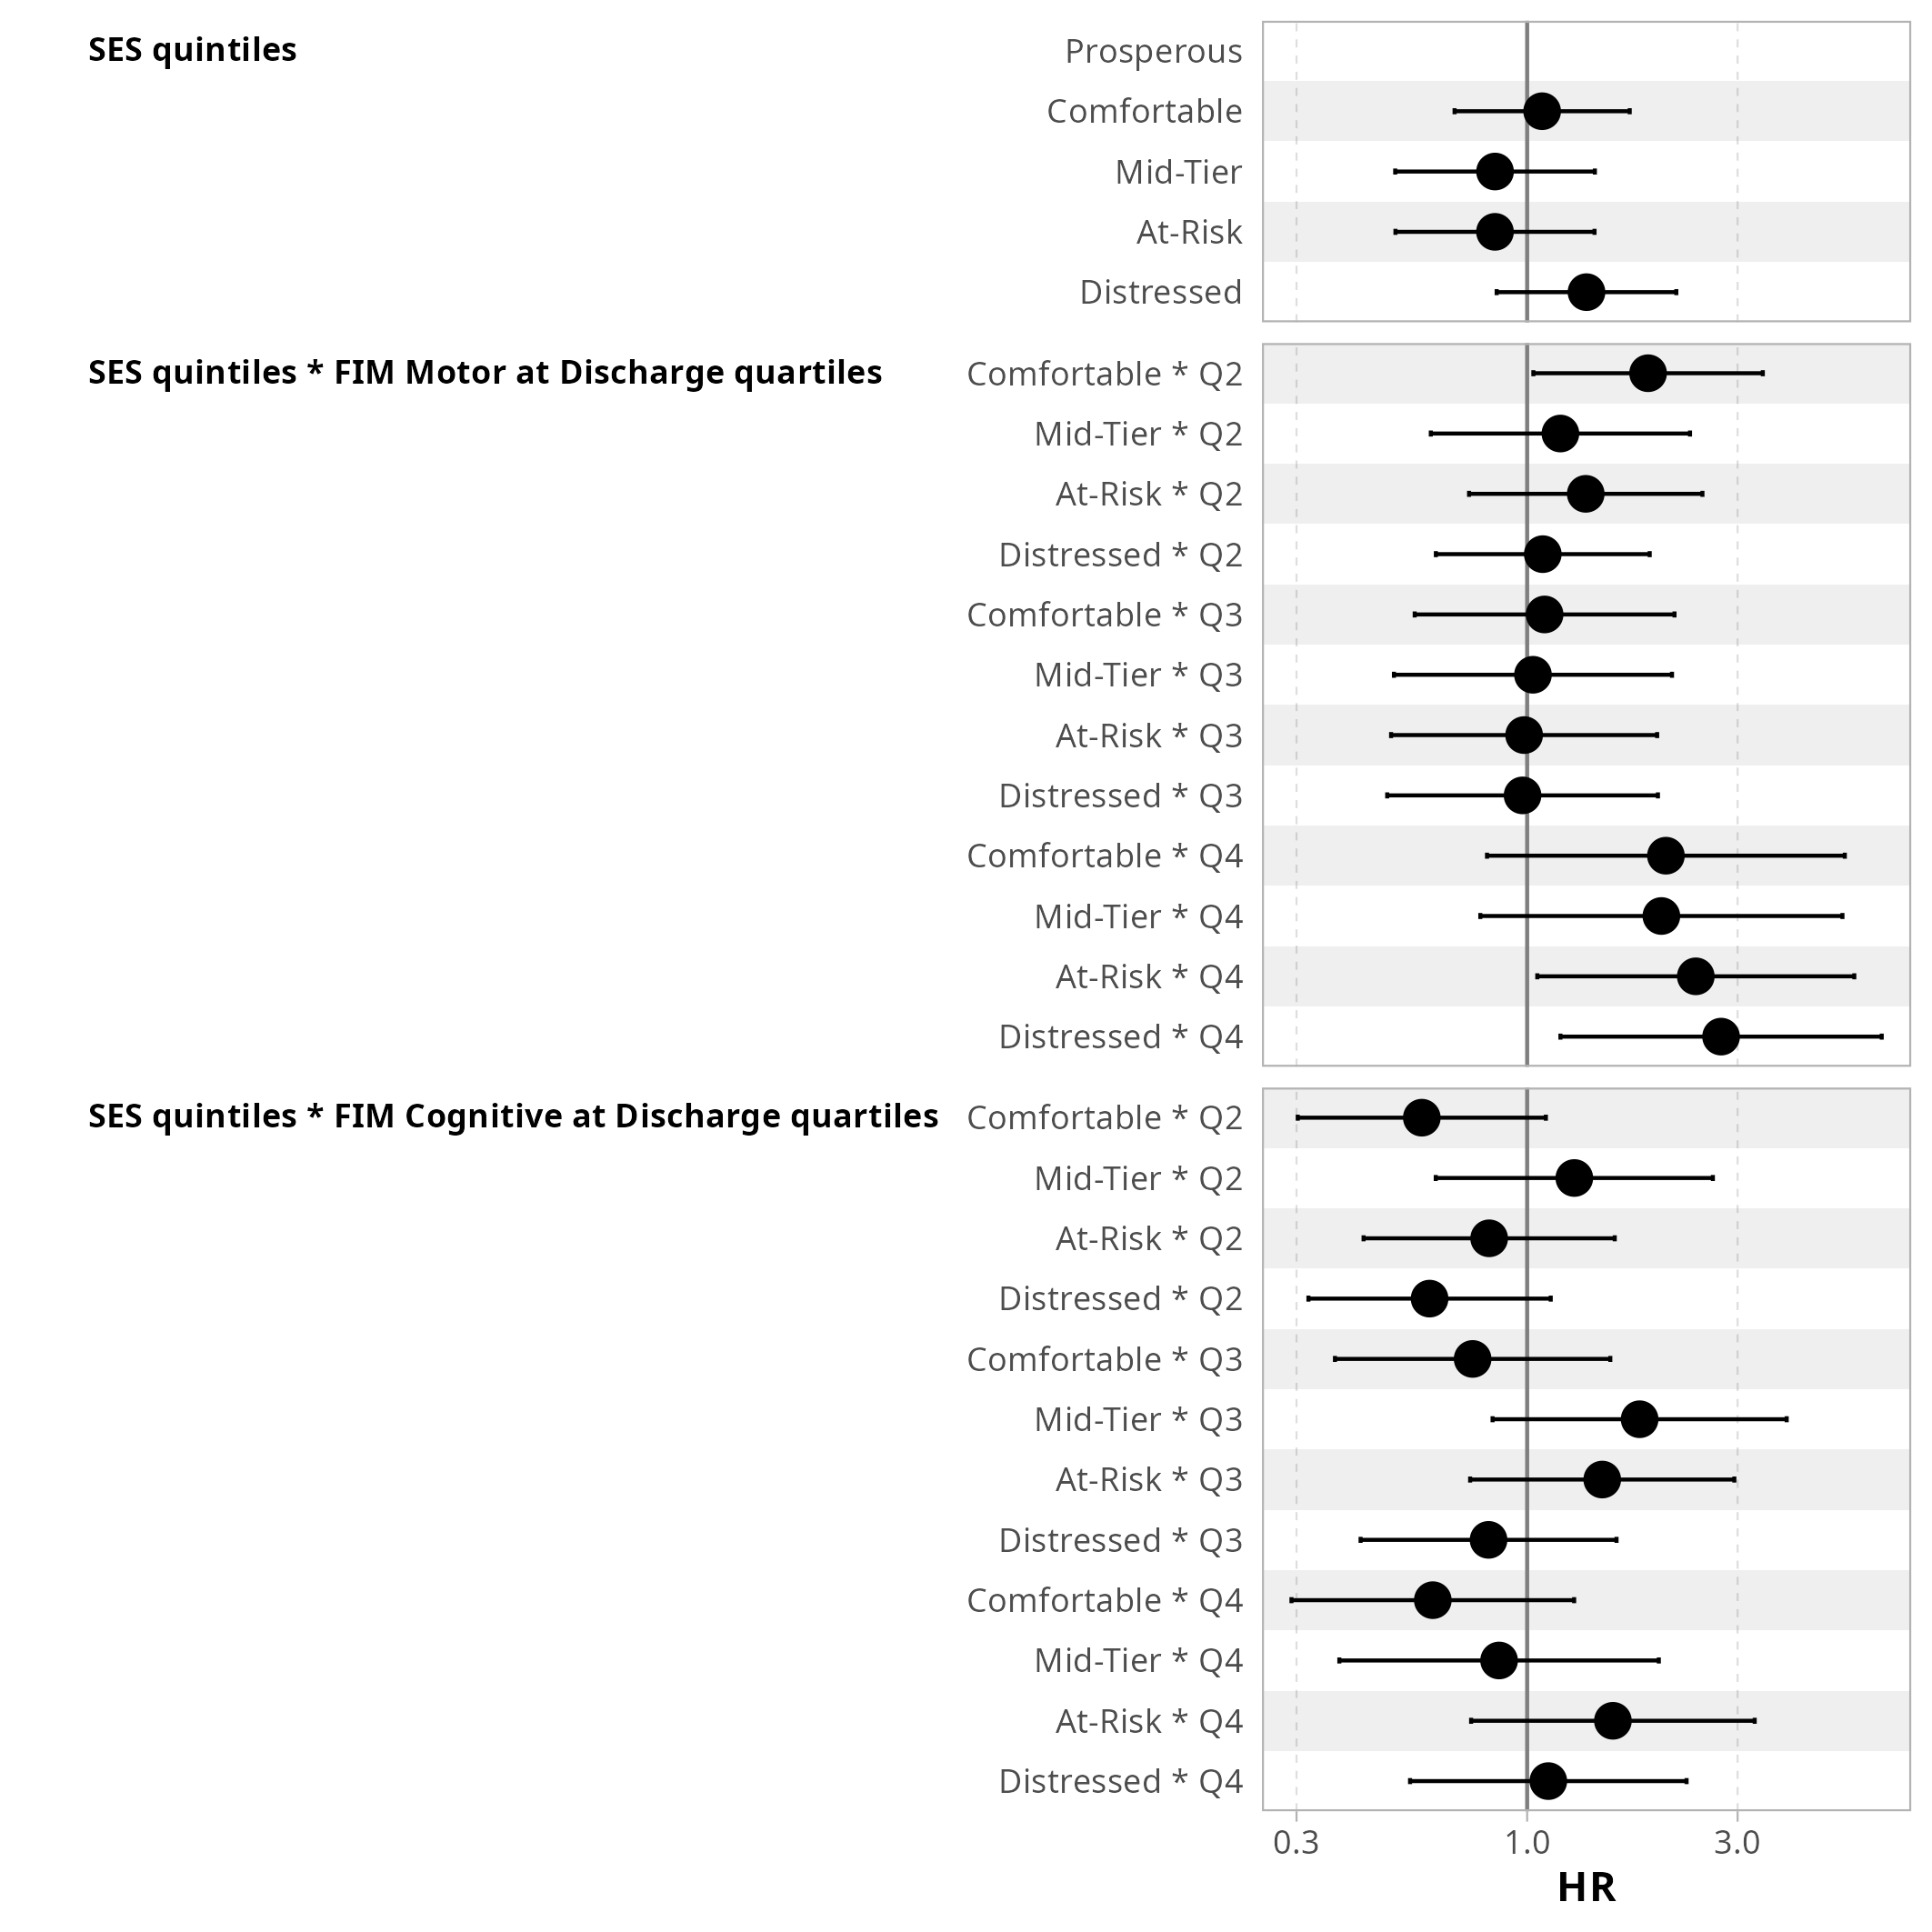 SES quintiles
Prosperous
Comfortable
Mid-Tier
At-Risk
Distressed
SES quintiles * FIM Motor at Discharge quartiles
Comfortable * Q2
Mid-Tier * Q2
At-Risk * Q2
Distressed * Q2
Comfortable * Q3
Mid-Tier * Q3
At-Risk * Q3
Distressed * Q3
Comfortable * Q4
Mid-Tier * Q4
At-Risk * Q4
Distressed * Q4
SES quintiles * FIM Cognitive at Discharge quartiles
Comfortable * Q2
Mid-Tier * Q2
At-Risk * Q2
Distressed * Q2
Comfortable * Q3
Mid-Tier * Q3
At-Risk * Q3
Distressed * Q3
Comfortable * Q4
Mid-Tier * Q4
At-Risk * Q4
Distressed * Q4
0.3 1.0 3.0
HR